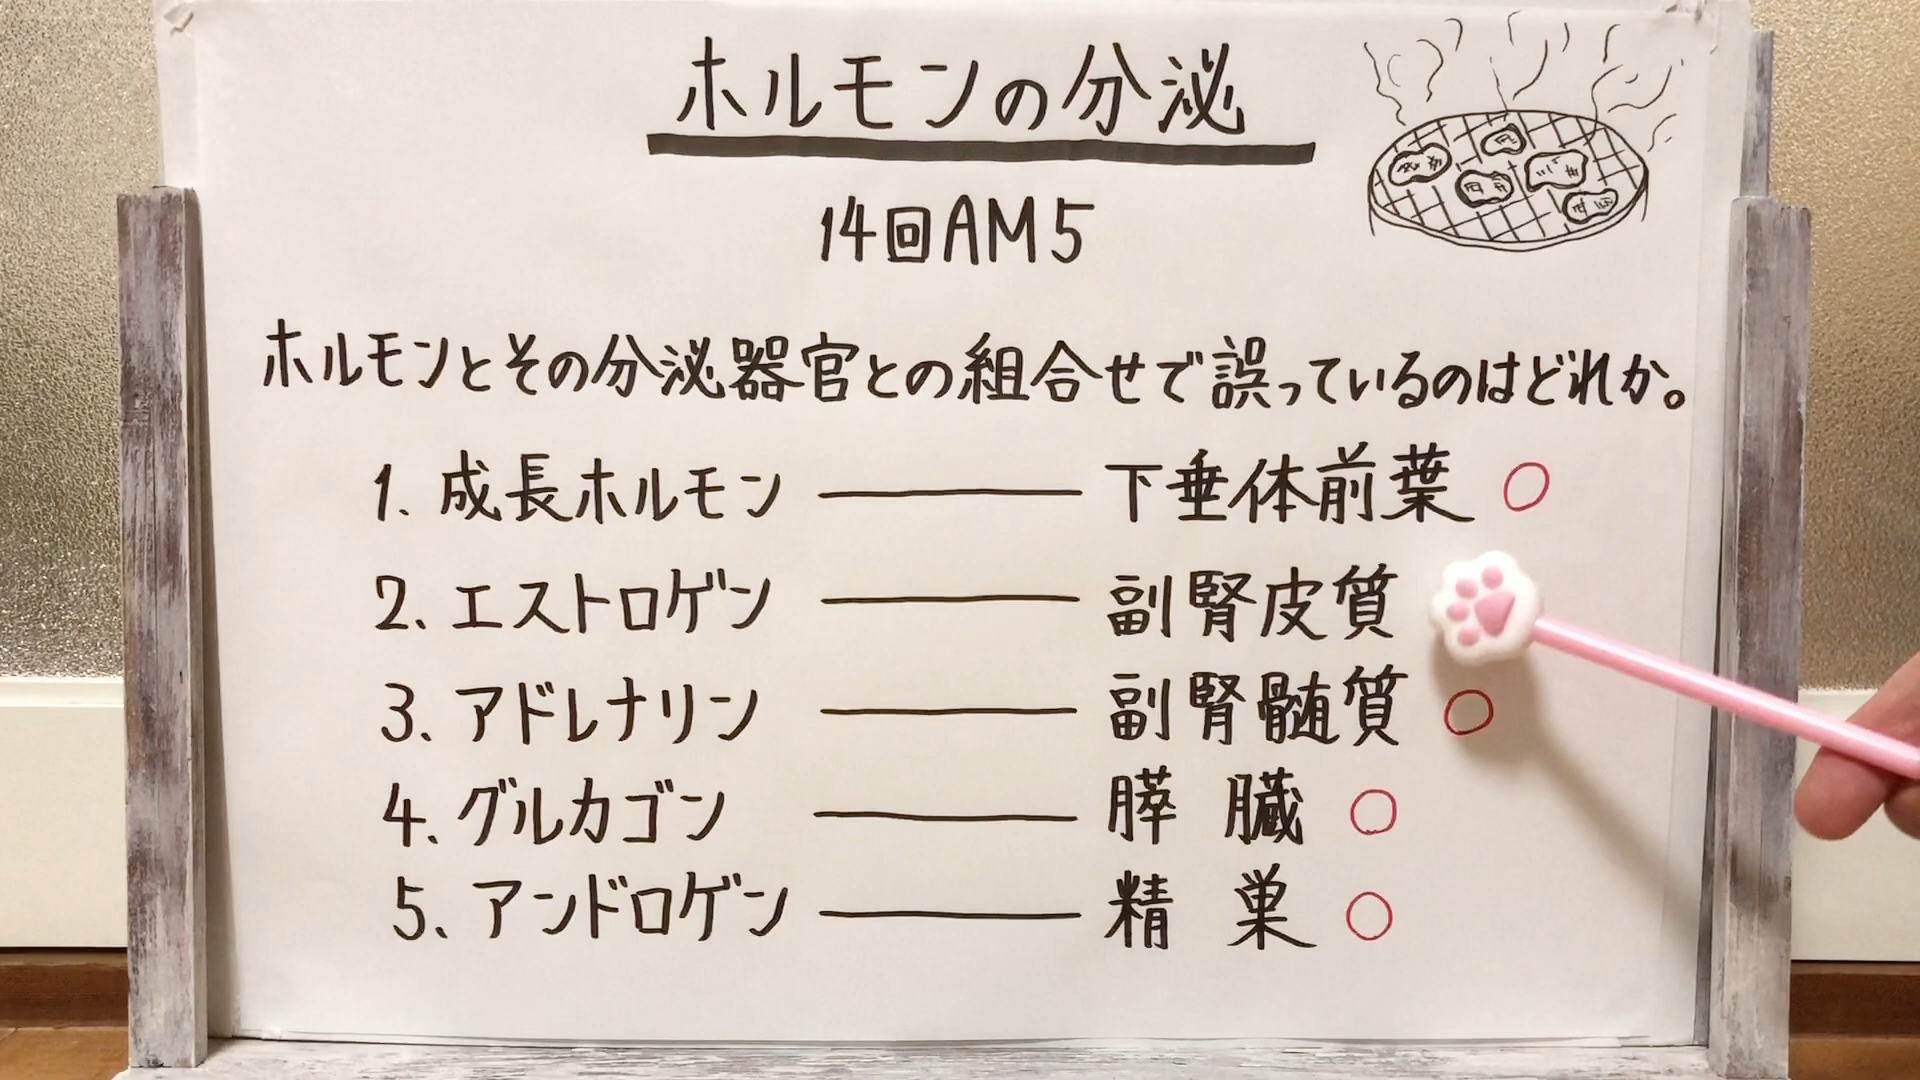 ホルモンの分泌
14回AM5
ホルモンとその分泌器官との組合せで誤っているのはどれか。
1. 成長ホルモン ――― 下垂体前葉 ○
2. エストロゲン ――― 副腎皮質
3. アドレナリン ――― 副腎髄質 ○
4. グルカゴン ――― 膵臓 ○
5. アンドロゲン ――― 精巣 ○